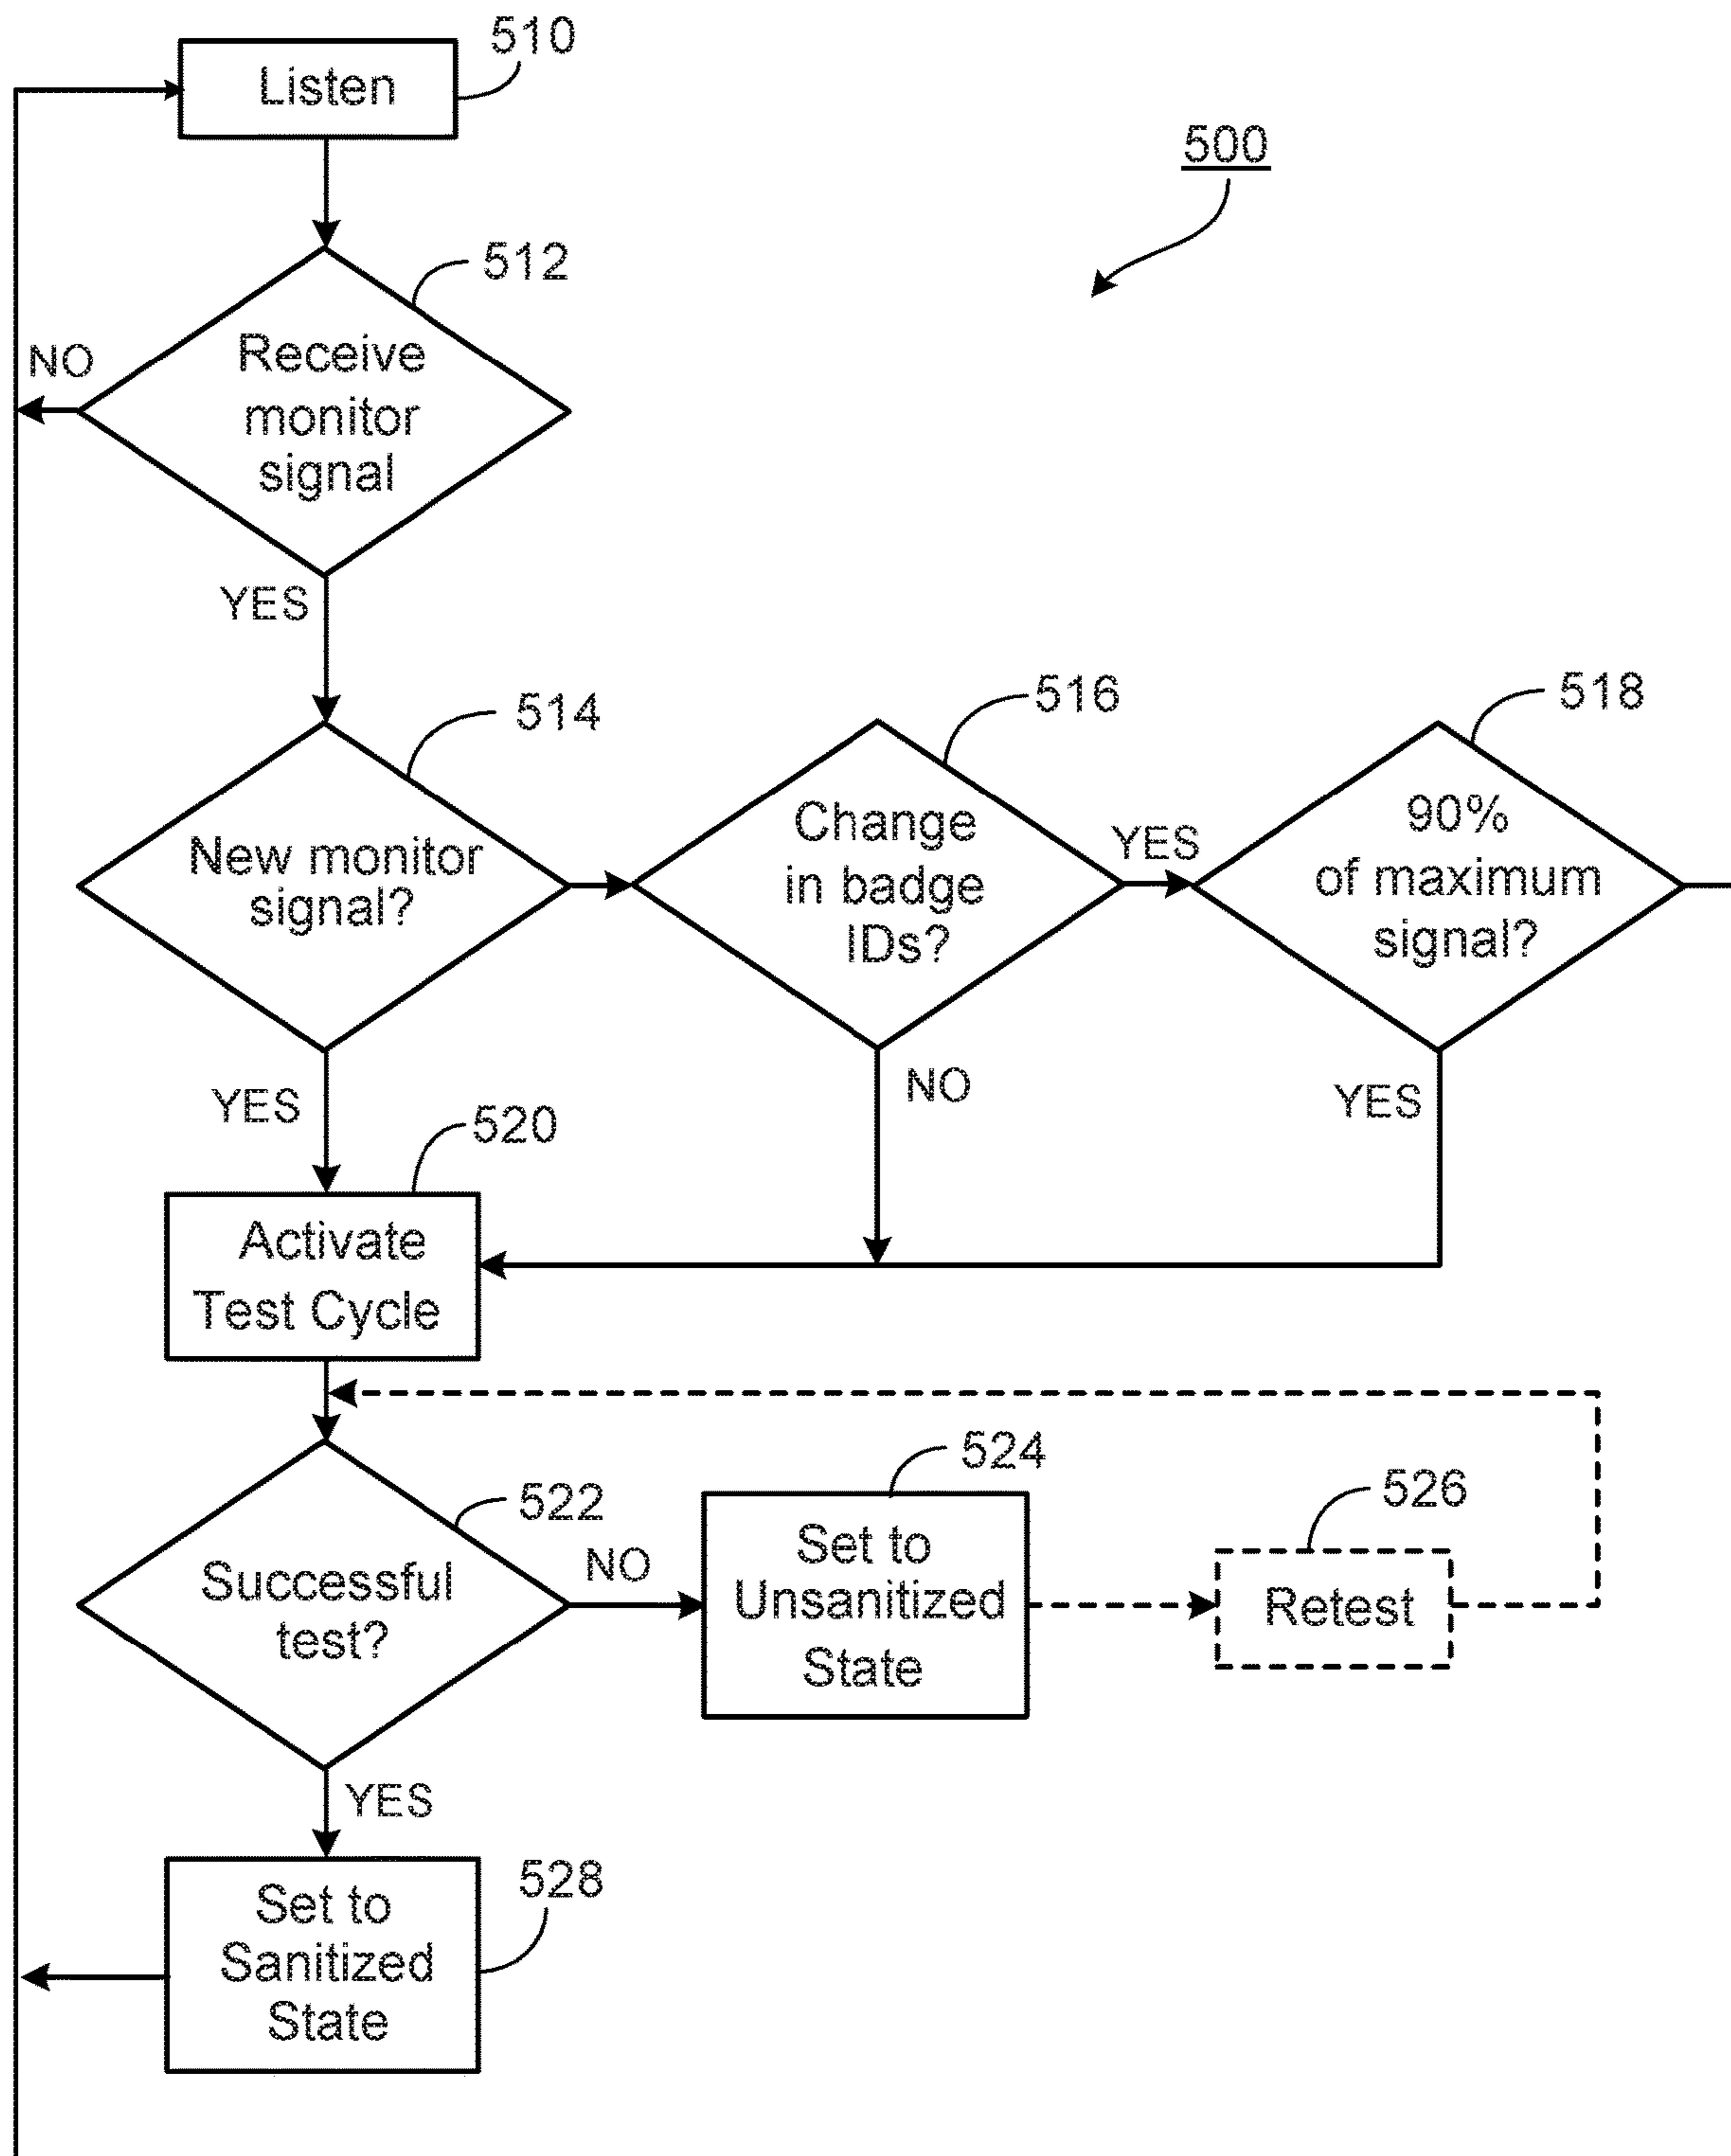 510
Listen
500
512
NO
Receive
monitor
signal
YES
514
516
518
New monitor
signal?
Change
in badge
IDs?
YES
90%
of maximum
signal?
YES
NO
YES
520
Activate
Test Cycle
522
Successful
test?
NO
524
Set to
Unsanitized
State
526
Retest
YES
528
Set to
Sanitized
State